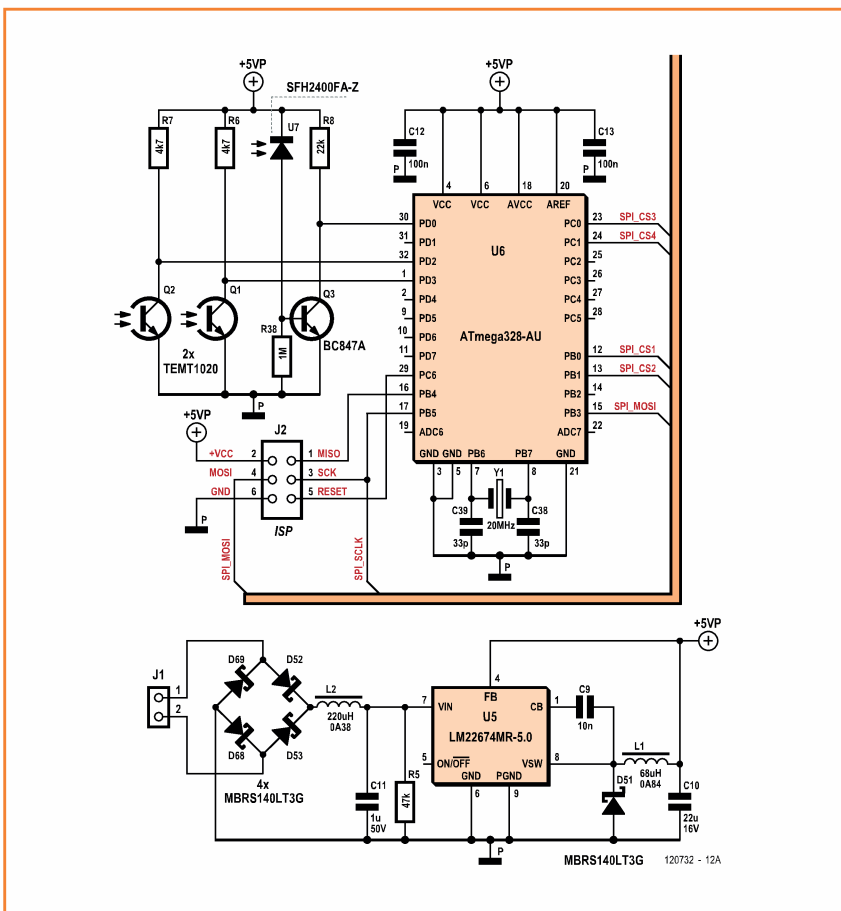 +5VP
+5VP
SFH2400FA-Z
R7
4k7
R6
4k7
U7
R8
22k
C12
100n
P
C13
100n
P
4
6
18
20
VCC
VCC
AVCC
AREF
U6
ATmega328-AU
30 PD0
31 PD1
32 PD2
1 PD3
2 PD4
9 PD5
10 PD6
11 PD7
29 PC6
16 PB4
17 PB5
19 ADC6
PC0 23 SPI_CS3
PC1 24 SPI_CS4
PC2 25
PC3 26
PC4 27
PC5 28
PB0 12 SPI_CS1
PB1 13 SPI_CS2
PB2 14
PB3 15 SPI_MOSI
ADC7 22
GND GND PB6 PB7 GND
3 5 7 8 21
Q2
Q1
Q3
2x
TEMT1020
R38
1M
BC847A
P
+5VP
J2
+VCC 2 1 MISO
MOSI 4 3 SCK
GND 6 5 RESET
ISP
P
SPI_MOSI
SPI_SCLK
Y1
20MHz
C39
33p
C38
33p
P
+5VP
J1
1
2
D69
D52
D68
D53
4x
MBRS140LT3G
L2
220uH
0A38
C11
1u
50V
R5
47k
4
FB
7 VIN
U5
CB 1
LM22674MR-5.0
5 ON/OFF
VSW 8
GND PGND
6 9
C9
10n
L1
68uH
0A84
D51
C10
22u
16V
P
MBRS140LT3G
120732 - 12A